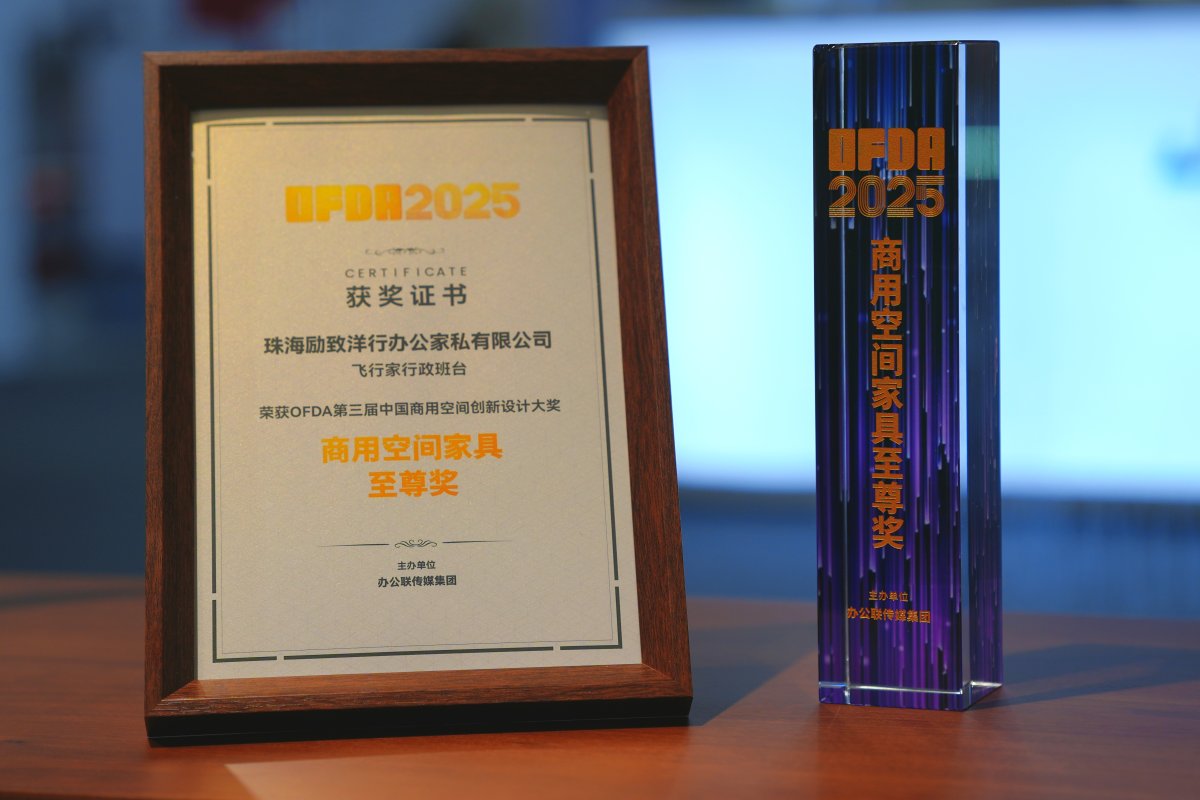 OFDA2025
CERTIFICATE
获奖证书
珠海励致洋行办公家私有限公司
飞行家行政班台
荣获OFDA第三届中国商用空间创新设计大奖
商用空间家具
至尊奖
主办单位
办公联传媒集团
OFDA
2025
商用空间家具至尊奖
主办单位
办公联传媒集团